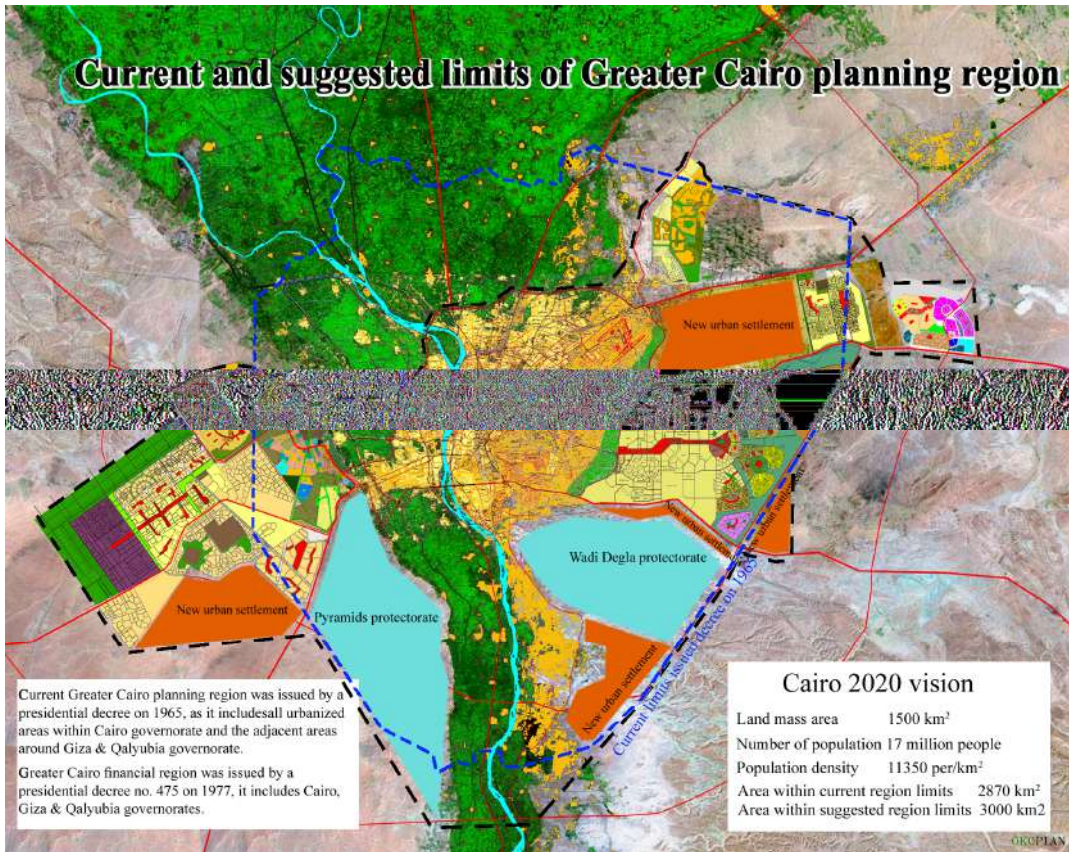 Current and suggested limits of Greater Cairo planning region
New urban settlement
New urban settlement
New urban settlement
Wadi Degla protectorate
New urban settlement
Pyramids protectorate
New urban settlement
Current limits issued decree on 1965
Current Greater Cairo planning region was issued by a
presidential decree on 1965, as it includesall urbanized
areas within Cairo governorate and the adjacent areas
around Giza & Qalyubia governorate.
Greater Cairo financial region was issued by a
presidential decree no. 475 on 1977, it includes Cairo,
Giza & Qalyubia governorates.
Cairo 2020 vision
Land mass area 1500 km²
Number of population 17 million people
Population density 11350 per/km²
Area within current region limits 2870 km²
Area within suggested region limits 3000 km2
ÖKOPLAN